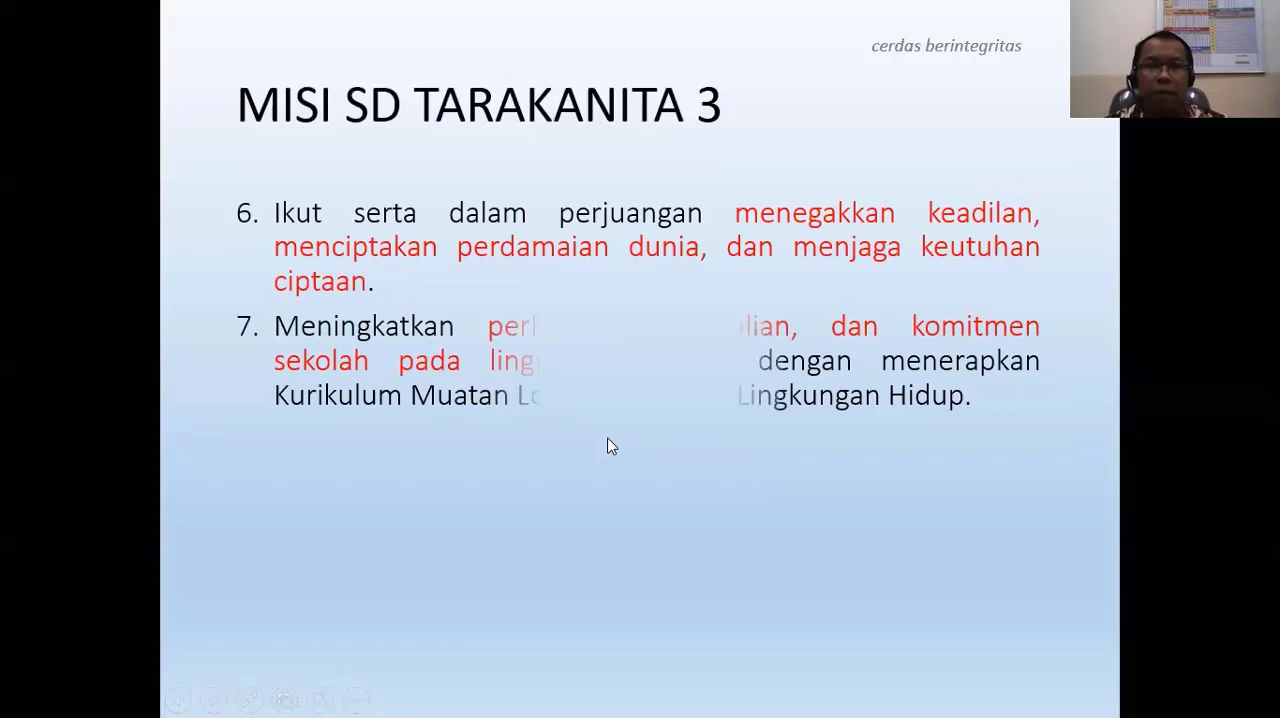 cerdas berintegritas
MISI SD TARAKANITA 3
6. Ikut serta dalam perjuangan menegakkan keadilan,
menciptakan perdamaian dunia, dan menjaga keutuhan
ciptaan.
7. Meningkatkan dan komitmen
sekolah pada dengan menerapkan
Kurikulum Muatan Lingkungan Hidup.